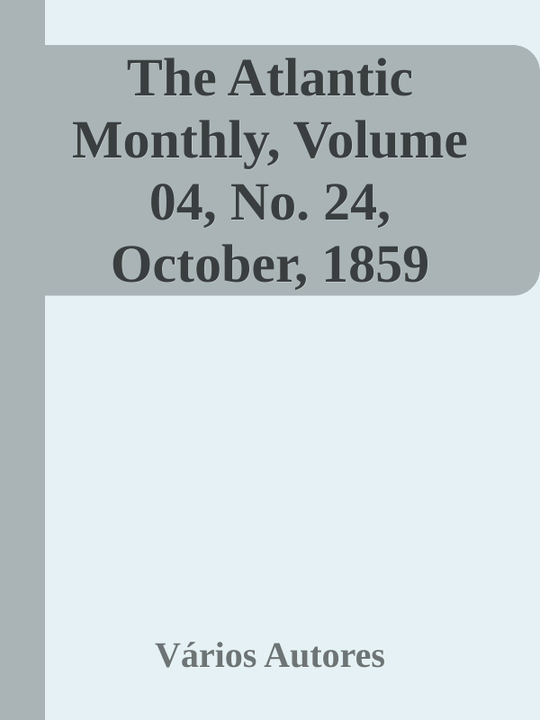 The Atlantic
Monthly, Volume
04, No. 24,
October, 1859
Vários Autores